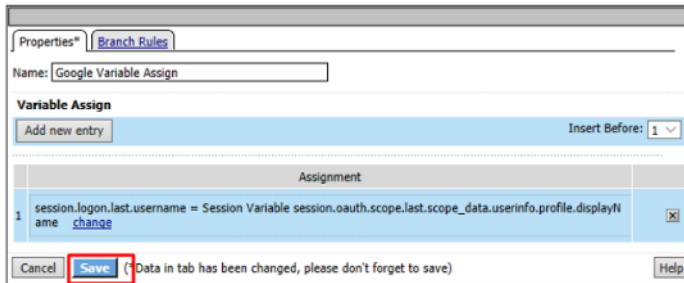 Properties* Branch Rules
Name: Google Variable Assign
Variable Assign
Add new entry Insert Before: 1
Assignment
1 session.logon.last.username = Session Variable session.oauth.scope.last.scope_data.userinfo.profile.displayN
ame change
Cancel Save (*Data in tab has been changed, please don't forget to save) Help